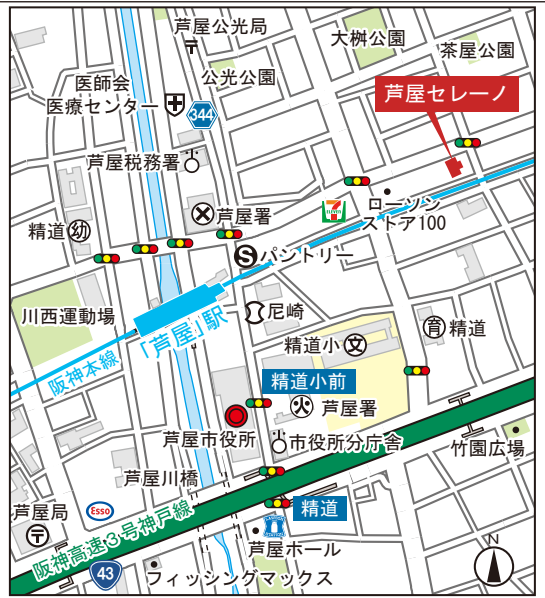 芦屋公光局
大桝公園
茶屋公園
公光公園
医師会
医療センター
344
芦屋セレーノ
芦屋税務署
ローソン
ストア100
芦屋署
精道
幼
7
ELEVEN
S
パントリー
川西運動場
「芦屋」駅
尼崎
阪神本線
精道小
文
育
精道
精道小前
火
芦屋署
芦屋市役所
市役所分庁舎
竹園広場
芦屋川橋
芦屋局
Esso
阪神高速3号神戸線
精道
芦屋ホール
43
フィッシングマックス
N